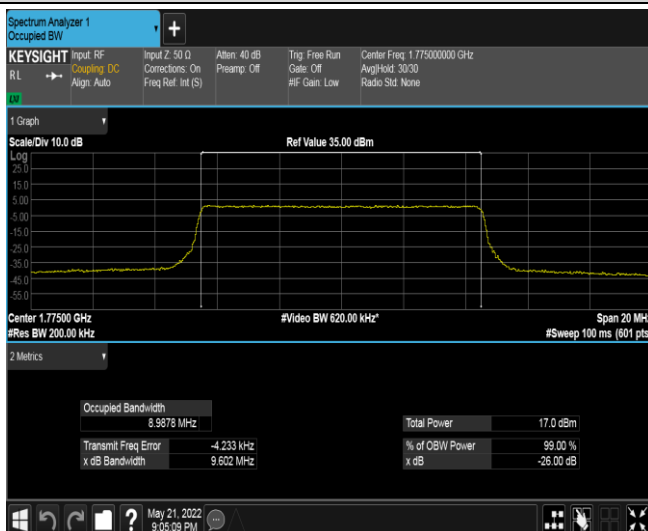 Spectrum Analyzer 1
Occupied BW
KEYSIGHT
RL
LXI
Input: RF
Coupling: DC
Align: Auto
Input Z: 50 Ω
Corrections: On
Freq Ref: Int (S)
Atten: 40 dB
Preamp: Off
Trig: Free Run
Gate: Off
#IF Gain: Low
Center Freq: 1.775000000 GHz
Avg|Hold: 30/30
Radio Std: None
1 Graph
Scale/Div 10.0 dB
Ref Value 35.00 dBm
Log
25.0
15.0
5.00
-5.00
-15.0
-25.0
-35.0
-45.0
-55.0
Center 1.77500 GHz
#Video BW 620.00 kHz*
Span 20 MHz
#Res BW 200.00 kHz
#Sweep 100 ms (601 pts
2 Metrics
Occupied Bandwidth
8.9878 MHz
Total Power 17.0 dBm
Transmit Freq Error -4.233 kHz
% of OBW Power 99.00 %
x dB Bandwidth 9.602 MHz
x dB -26.00 dB
?
May 21, 2022
9:05:09 PM